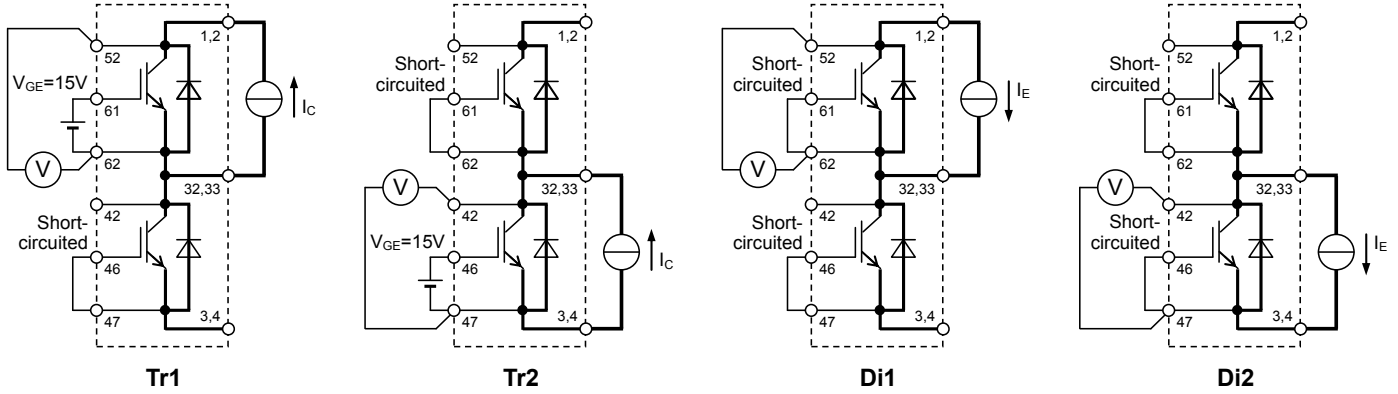 1,2
52
V_GE=15V
61
I_C
62
V
32,33
42
Short-
circuited
46
47
3,4
Tr1
1,2
Short-
circuited
52
61
62
V
32,33
42
V_GE=15V
46
I_C
47
3,4
Tr2
1,2
52
Short-
circuited
61
I_E
62
V
32,33
42
Short-
circuited
46
47
3,4
Di1
1,2
52
Short-
circuited
61
62
V
32,33
42
Short-
circuited
46
I_E
47
3,4
Di2